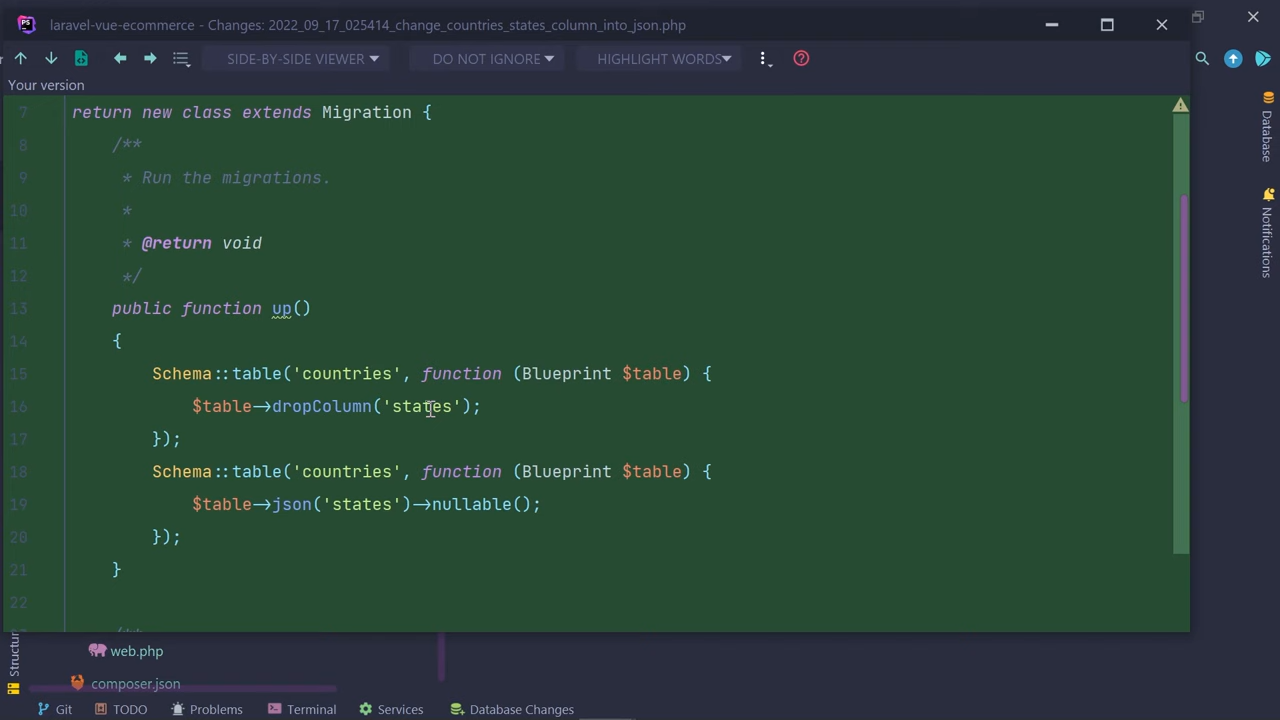 laravel-vue-ecommerce - Changes: 2022_09_17_025414_change_countries_states_column_into_json.php
SIDE-BY-SIDE VIEWER
DO NOT IGNORE
HIGHLIGHT WORDS
Your version
7 return new class extends Migration {
8 /**
9 * Run the migrations.
10 *
11 * @return void
12 */
13 public function up()
14 {
15 Schema::table('countries', function (Blueprint $table) {
16 $table->dropColumn('states');
17 });
18 Schema::table('countries', function (Blueprint $table) {
19 $table->json('states')->nullable();
20 });
21 }
22
Database
Notifications
Structur
web.php
composer.json
Git
TODO
Problems
Terminal
Services
Database Changes